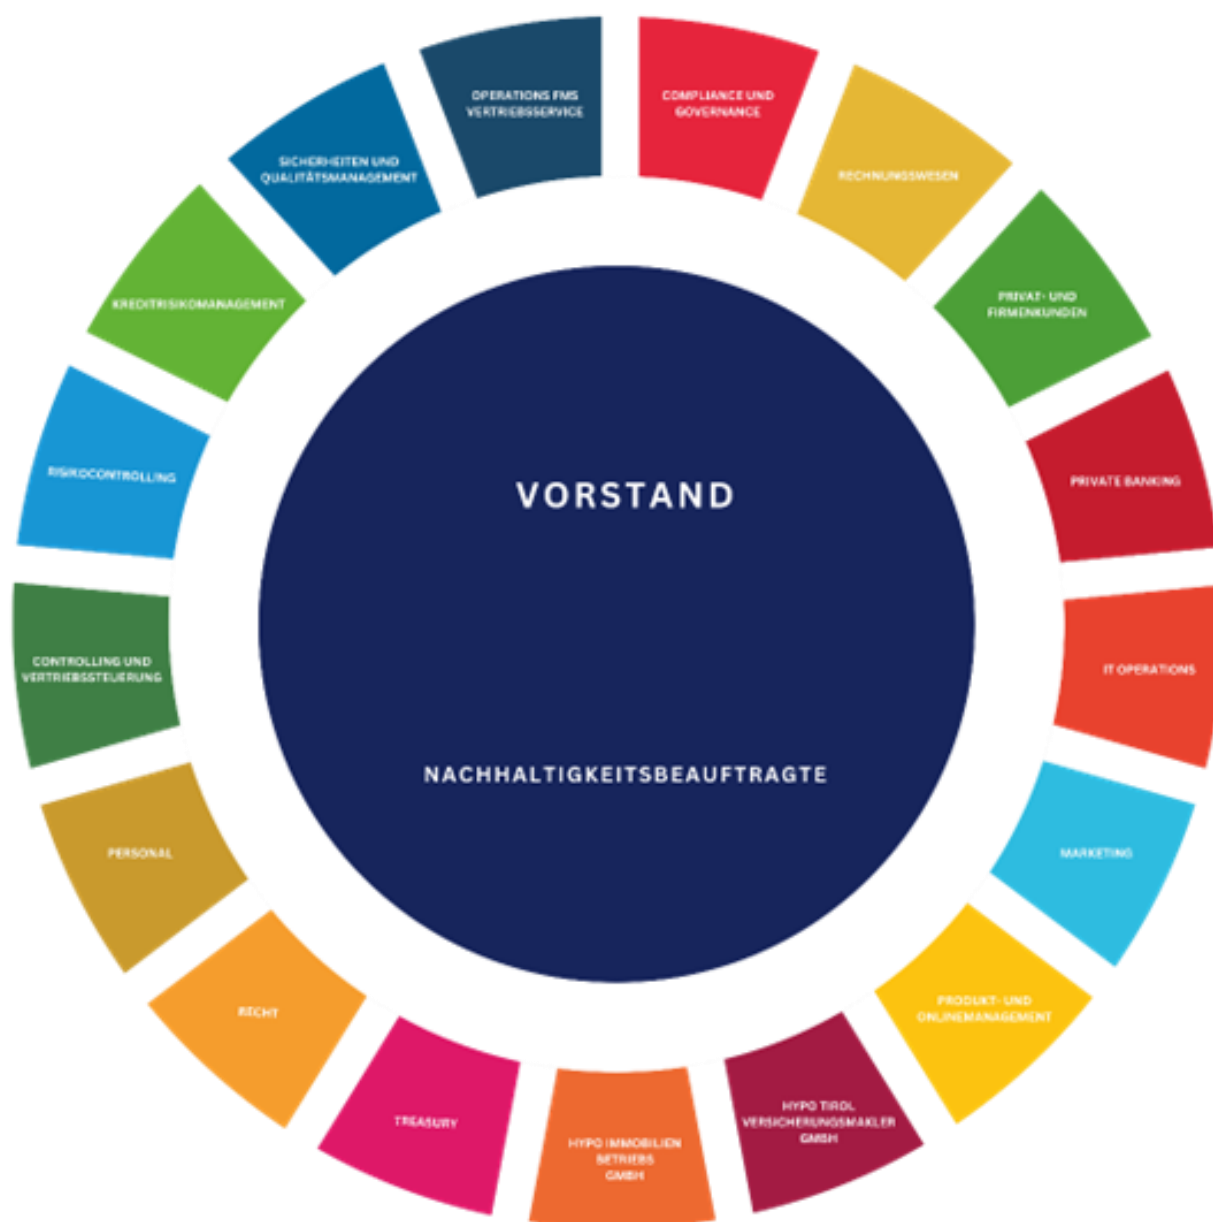 OPERATIONS FMS
VERTRIEBSSERVICE
COMPLIANCE UND
GOVERNANCE
RECHNUNGSWESEN
PRIVAT- UND
FIRMENKUNDEN
PRIVATE BANKING
IT OPERATIONS
MARKETING
PRODUKT- UND
ONLINEMANAGEMENT
HYPO TIROL
VERSICHERUNGSMAKLER
GMBH
HYPO IMMOBILIEN
BETRIEBS
GMBH
TREASURY
RECHT
PERSONAL
CONTROLLING UND
VERTRIEBSSTEUERUNG
RISIKOCONTROLLING
KREDITRISIKOMANAGEMENT
SICHERHEITEN UND
QUALITÄTSMANAGEMENT
VORSTAND
NACHHALTIGKEITSBEAUFTRAGTE